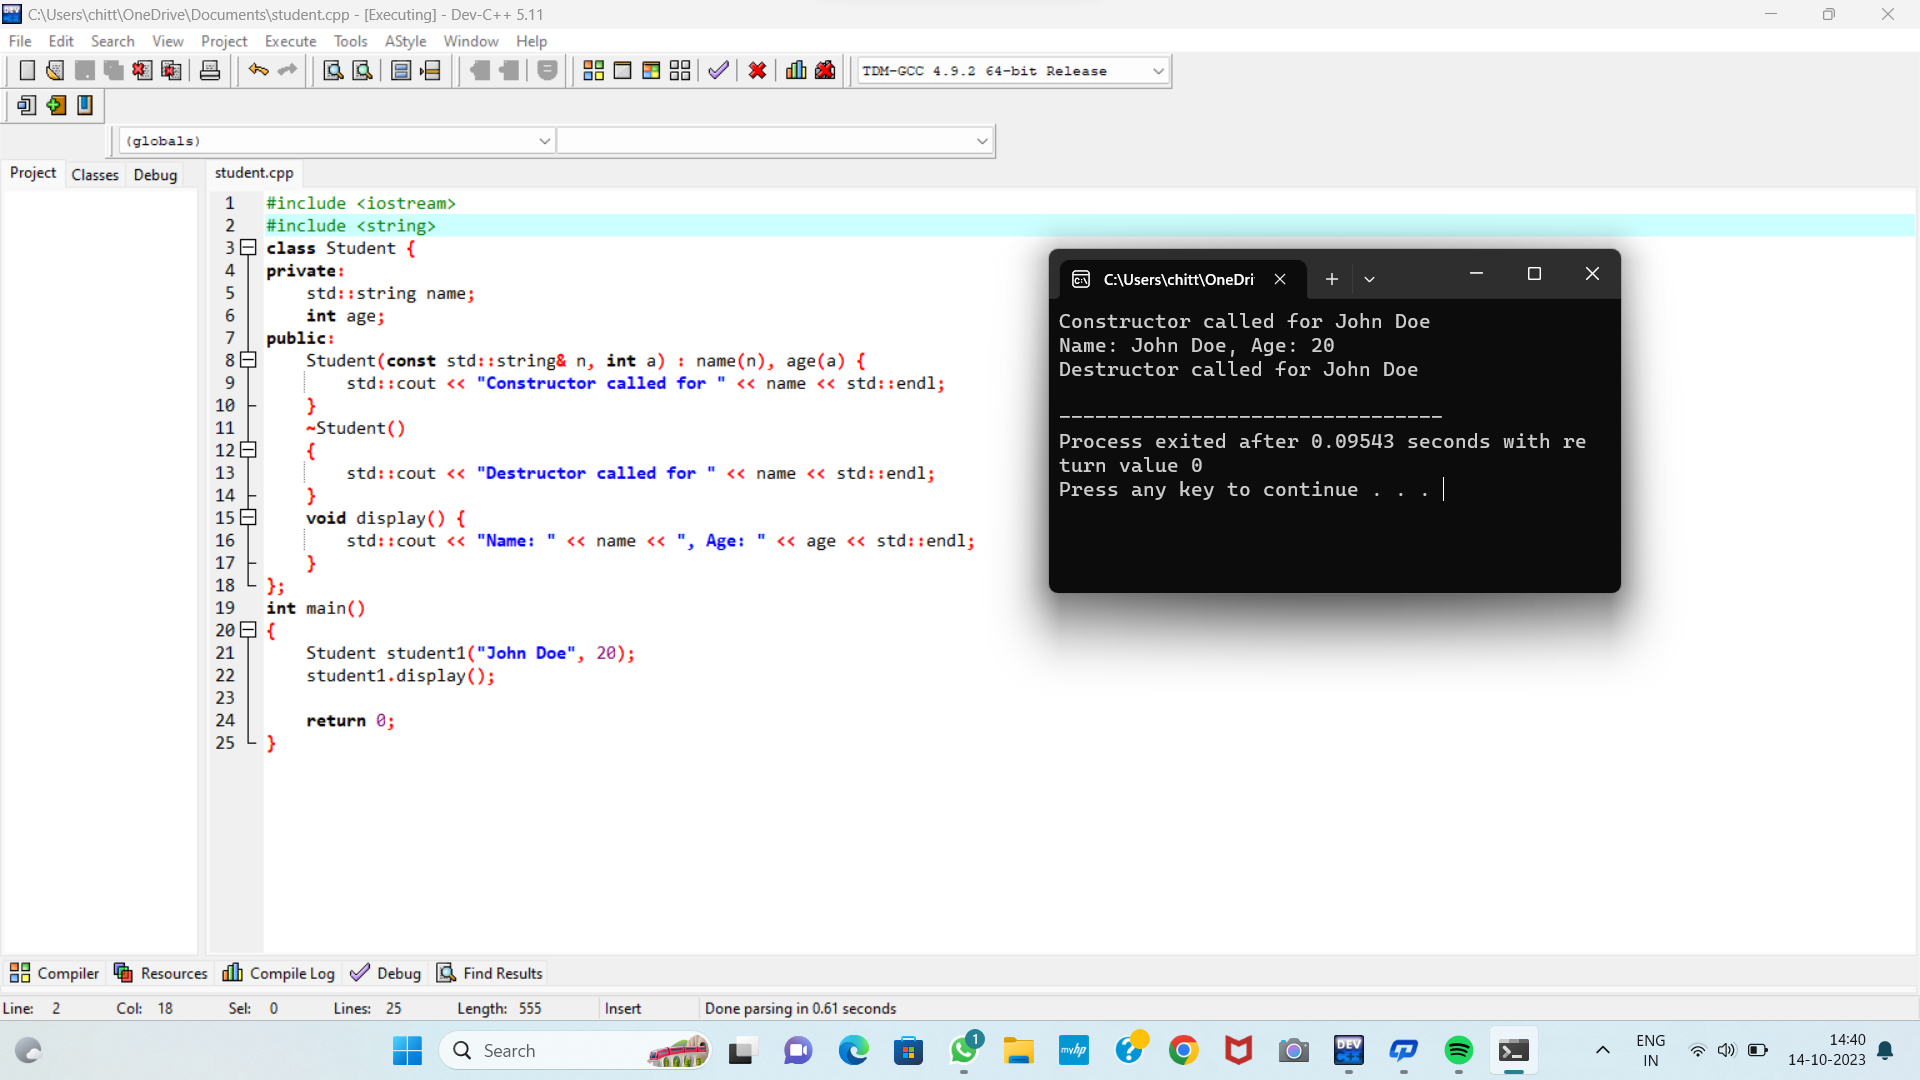 C:\Users\chitt\OneDrive\Documents\student.cpp - [Executing] - Dev-C++ 5.11
File Edit Search View Project Execute Tools AStyle Window Help
TDM-GCC 4.9.2 64-bit Release
(globals)
Project Classes Debug student.cpp
1 #include <iostream>
2 #include <string>
3 class Student {
4 private:
5 std::string name;
6 int age;
7 public:
8 Student(const std::string& n, int a) : name(n), age(a) {
9 std::cout << "Constructor called for " << name << std::endl;
10 }
11 ~Student()
12 {
13 std::cout << "Destructor called for " << name << std::endl;
14 }
15 void display() {
16 std::cout << "Name: " << name << ", Age: " << age << std::endl;
17 }
18 };
19 int main()
20 {
21 Student student1("John Doe", 20);
22 student1.display();
23
24 return 0;
25 }
C:\Users\chitt\OneDri
Constructor called for John Doe
Name: John Doe, Age: 20
Destructor called for John Doe
--------------------------------
Process exited after 0.09543 seconds with re
turn value 0
Press any key to continue . . .
Compiler Resources Compile Log Debug Find Results
Line: 2 Col: 18 Sel: 0 Lines: 25 Length: 555 Insert Done parsing in 0.61 seconds
Search
1
myhp
DEV
C++
ENG
IN
14:40
14-10-2023